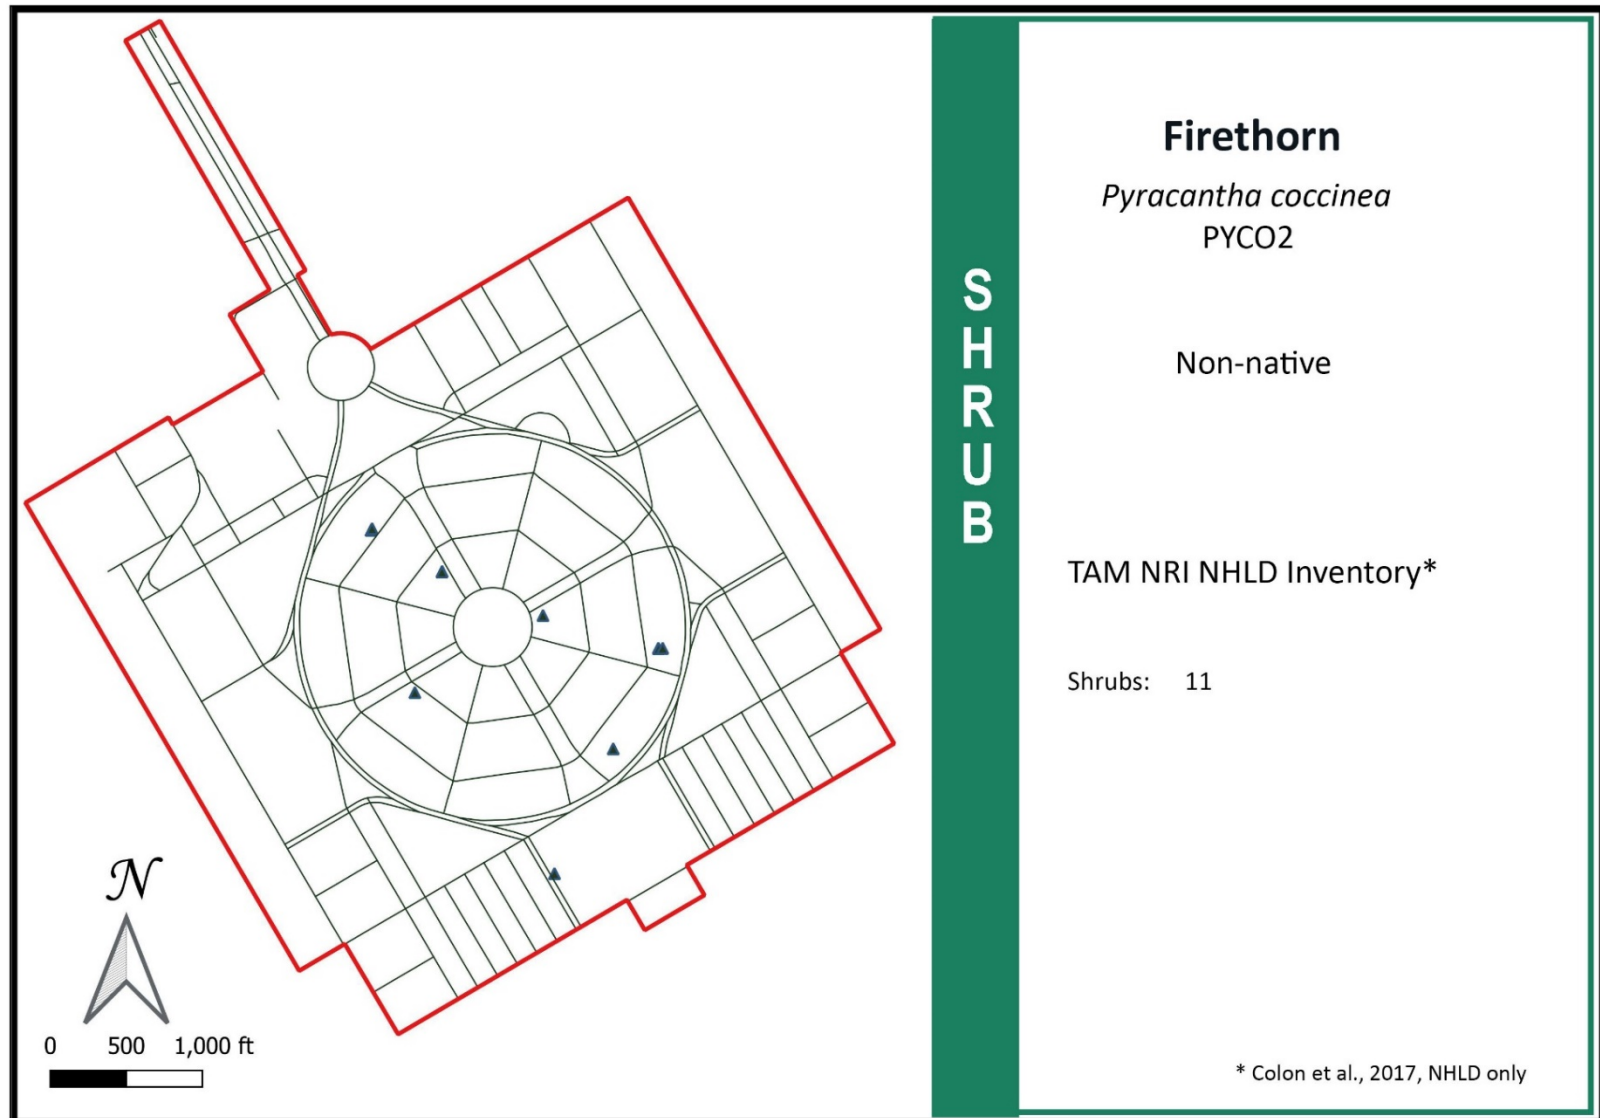 N
0 500 1,000 ft
SHRUB
Firethorn
Pyracantha coccinea
PYCO2
Non-native
TAM NRI NHLD Inventory*
Shrubs: 11
* Colon et al., 2017, NHLD only